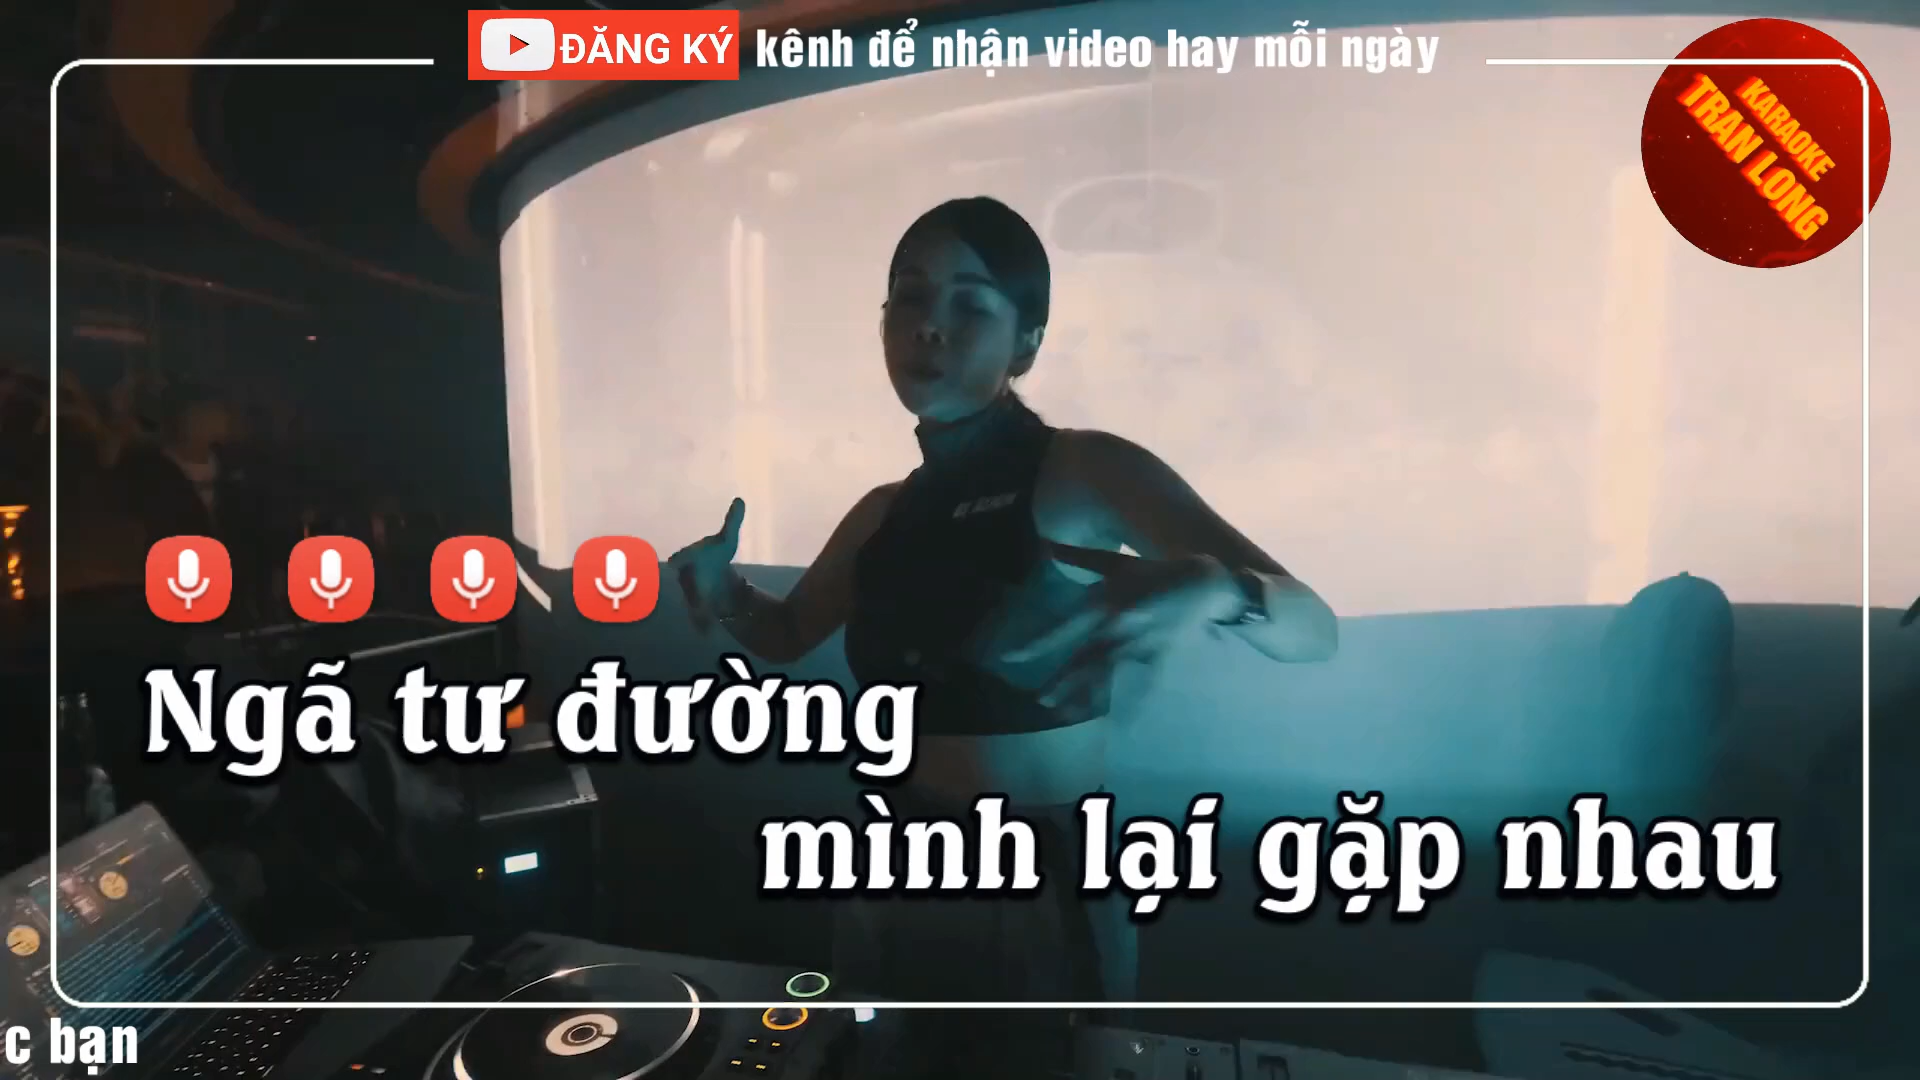 ĐĂNG KÝ kênh để nhận video hay mỗi ngày
KARAOKE
TRAN LONG
Ngã tư đường
mình lại gặp nhau
c bạn